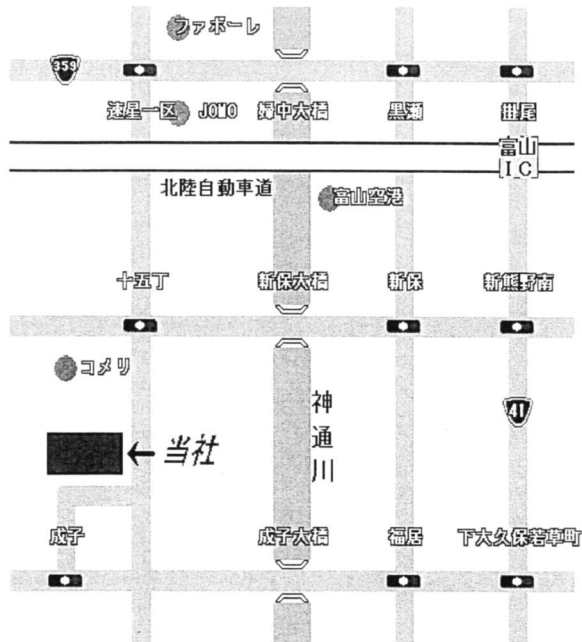 ファボーレ
359
速星一区
JOMO
婦中大橋
黒瀬
掛尾
富山
IC
北陸自動車道
富山空港
十五丁
新保大橋
新保
新熊野南
コメリ
41
神通川
←当社
成子
成子大橋
福居
下大久保若草町